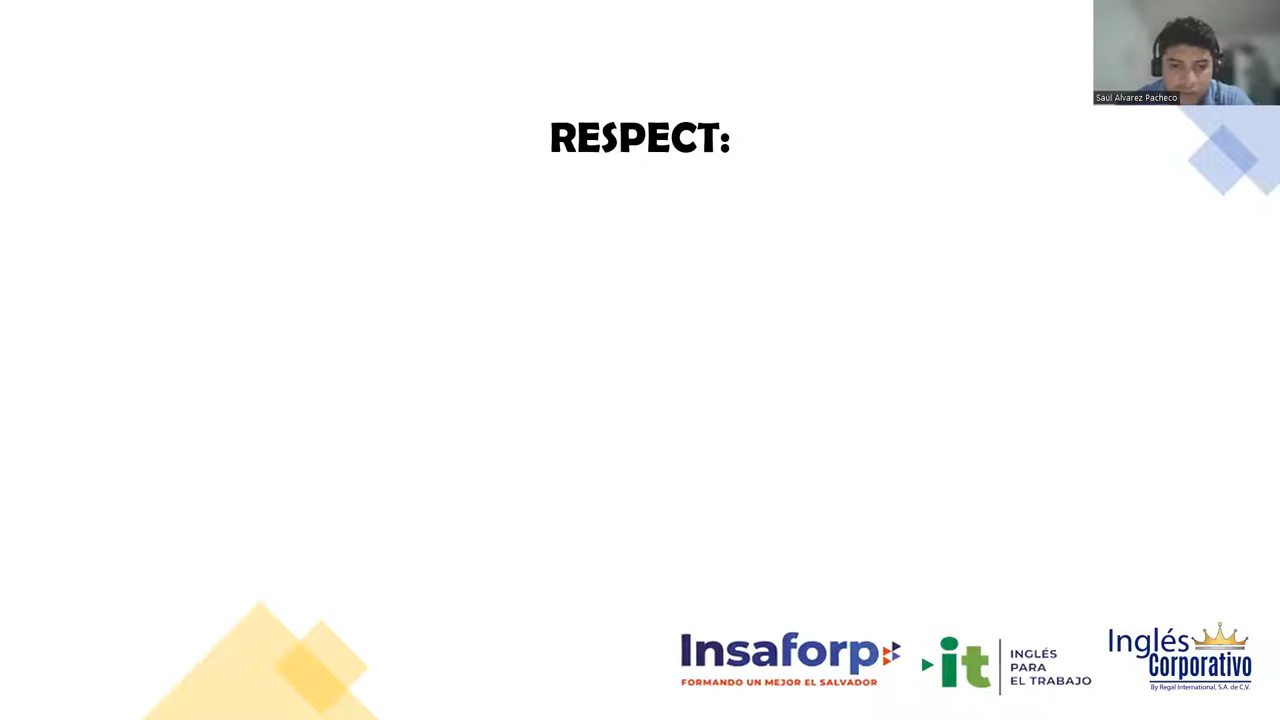 Saúl Alvarez Pacheco
RESPECT:
Insaforp
FORMANDO UN MEJOR EL SALVADOR
it
INGLÉS
PARA
EL TRABAJO
Inglés
Corporativo
By Regal International, S.A. de C.V.